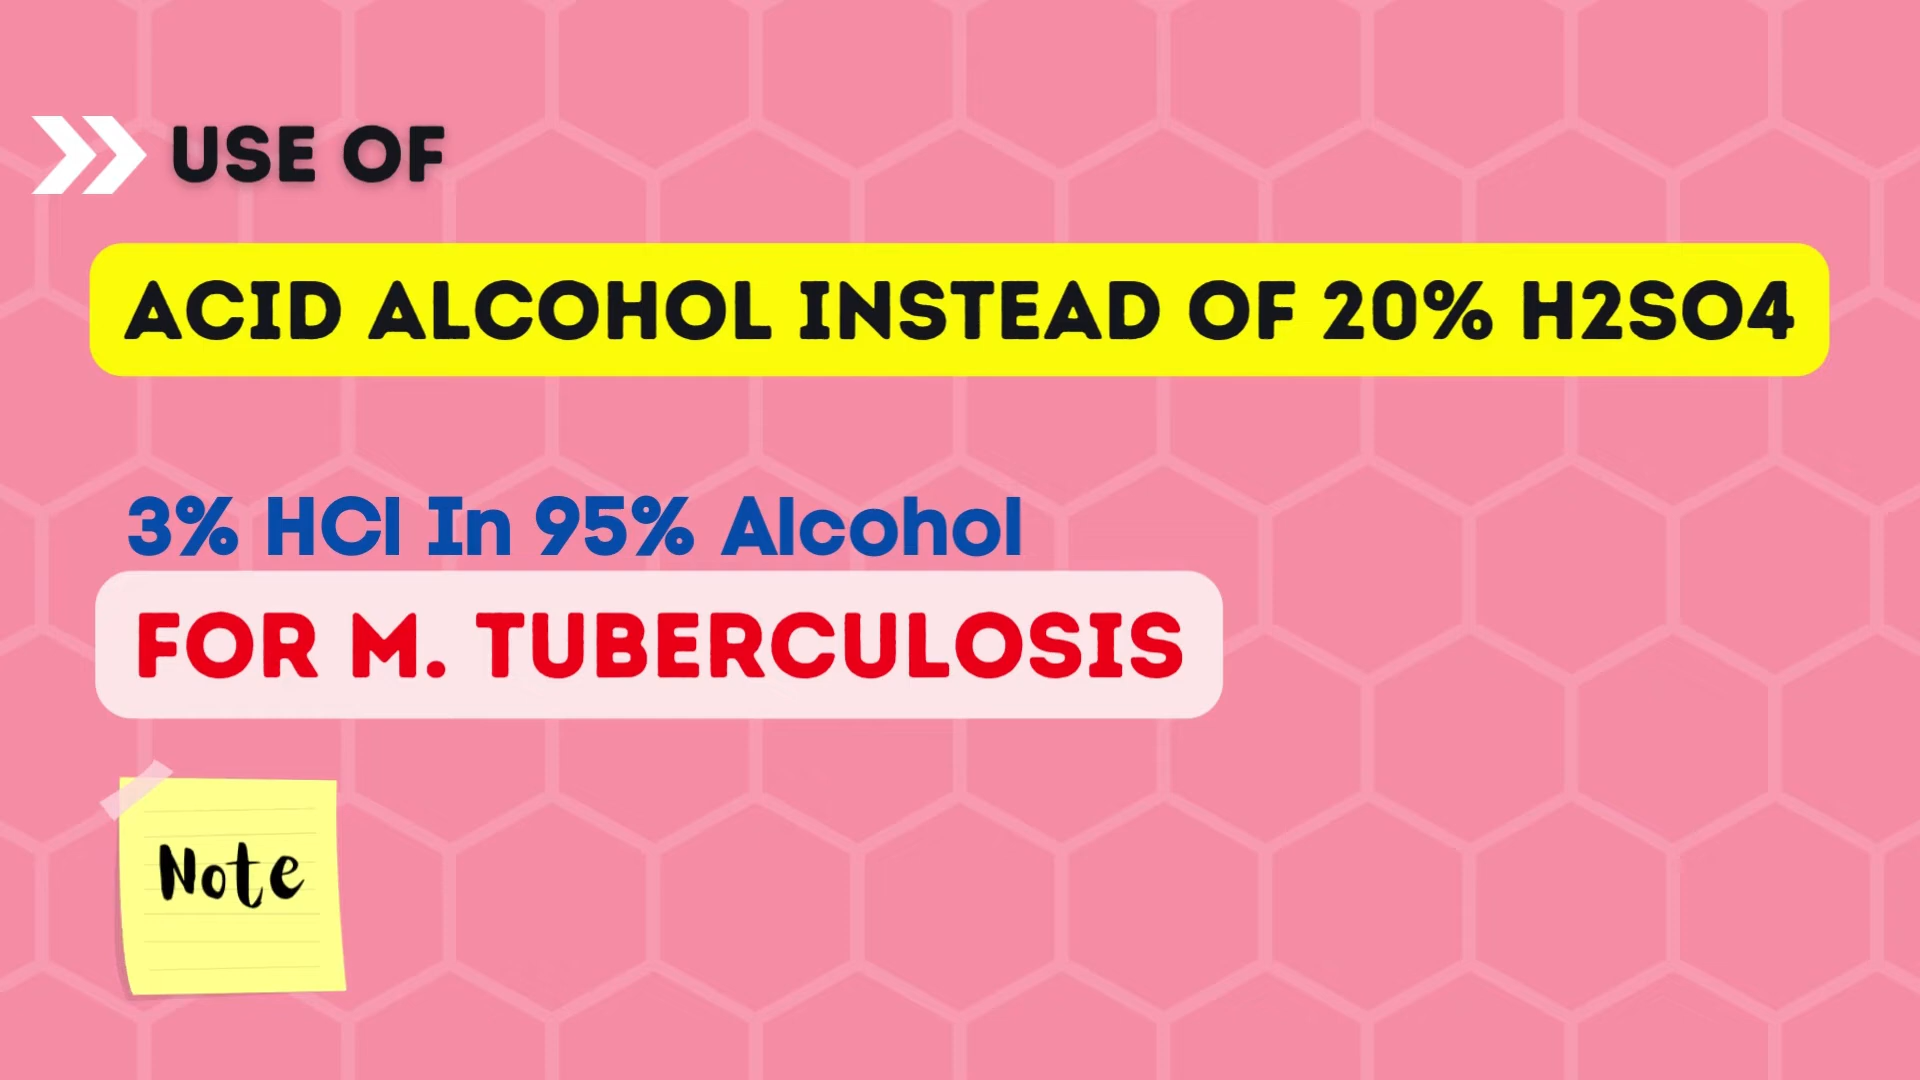 USE OF
ACID ALCOHOL INSTEAD OF 20% H2SO4
3% HCl In 95% Alcohol
FOR M. TUBERCULOSIS
Note